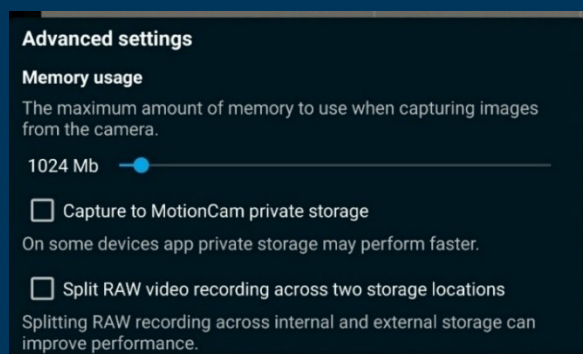 Advanced settings
Memory usage
The maximum amount of memory to use when capturing images
from the camera.
1024 Mb
Capture to MotionCam private storage
On some devices app private storage may perform faster.
Split RAW video recording across two storage locations
Splitting RAW recording across internal and external storage can
improve performance.